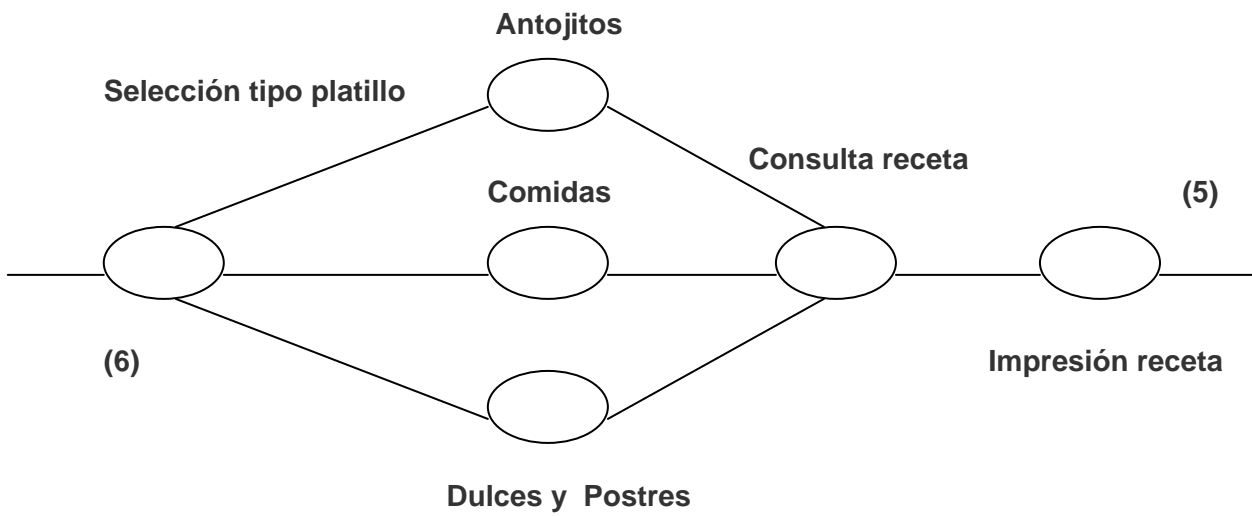 Antojitos
Selección tipo platillo
Consulta receta
Comidas
(5)
(6)
Impresión receta
Dulces y  Postres